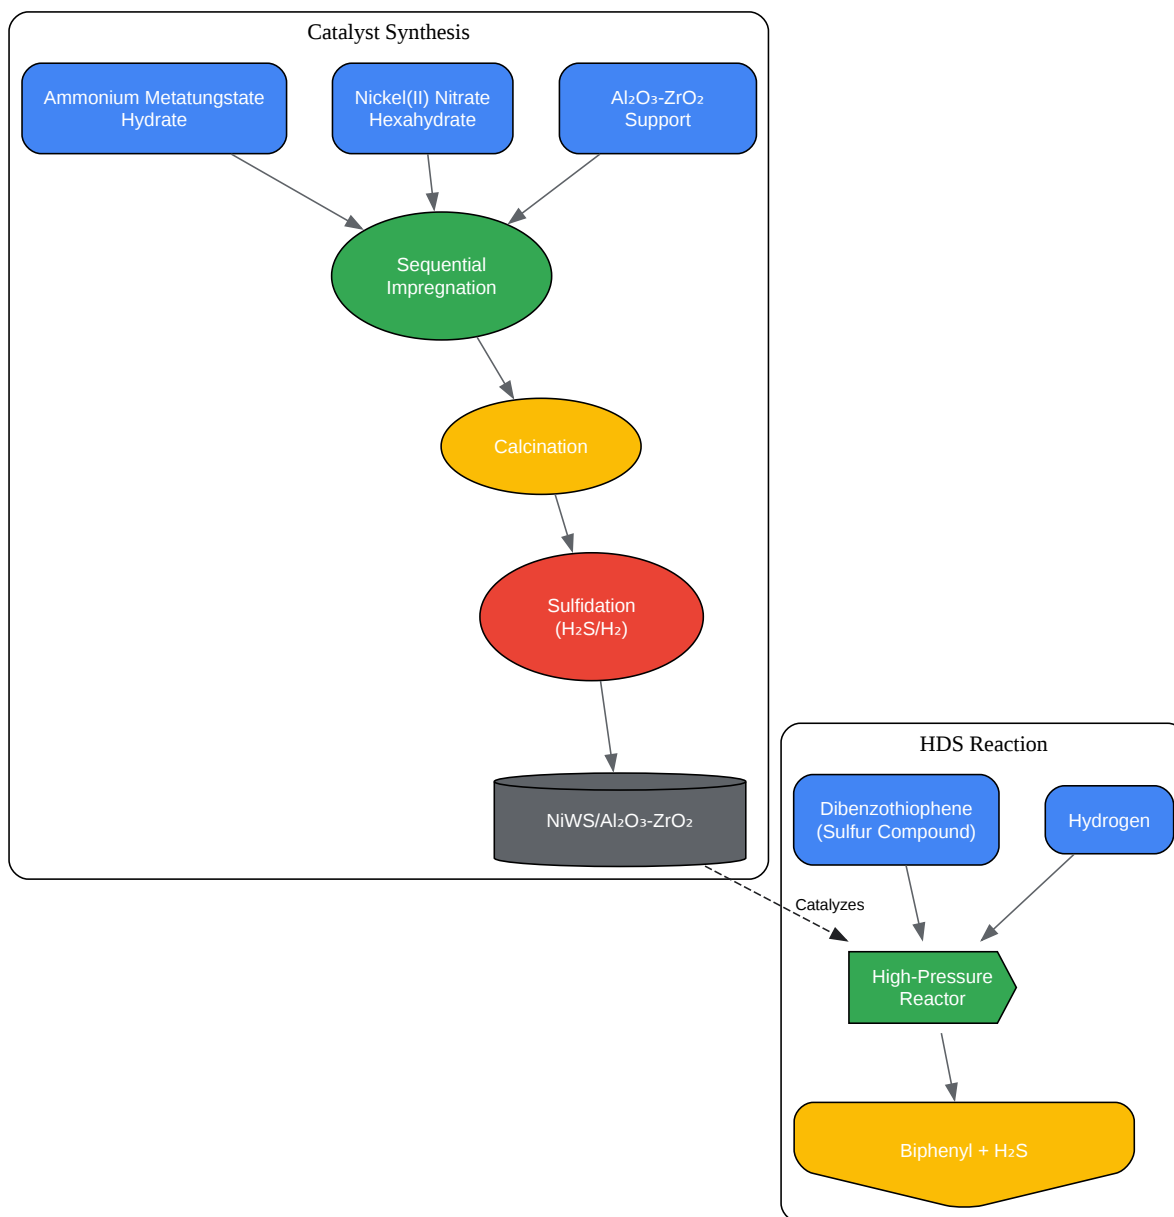 Catalyst Synthesis
Ammonium Metatungstate
Hydrate
Nickel(II) Nitrate
Hexahydrate
Al₂O₃-ZrO₂
Support
Sequential
Impregnation
Calcination
Sulfidation
(H₂S/H₂)
NiWS/Al₂O₃-ZrO₂
HDS Reaction
Dibenzothiophene
(Sulfur Compound)
Hydrogen
Catalyzes
High-Pressure
Reactor
Biphenyl + H₂S